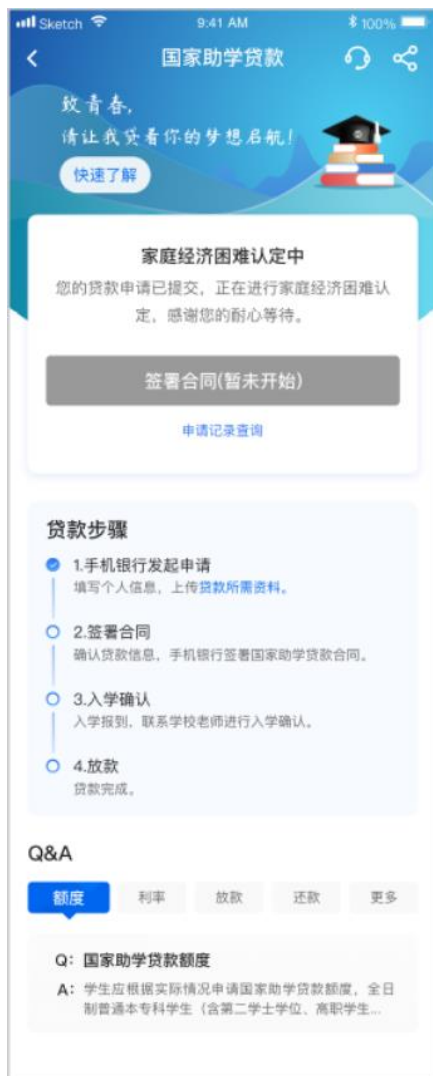 Sketch 9:41 AM 100%
国家助学贷款
致青春，
请让我贷着你的梦想启航！
快速了解
家庭经济困难认定中
您的贷款申请已提交，正在进行家庭经济困难认
定，感谢您的耐心等待。
签署合同(暂未开始)
申请记录查询
贷款步骤
1.手机银行发起申请
填写个人信息，上传贷款所需资料。
2.签署合同
确认贷款信息，手机银行签署国家助学贷款合同。
3.入学确认
入学报到，联系学校老师进行入学确认。
4.放款
贷款完成。
Q&A
额度 利率 放款 还款 更多
Q：国家助学贷款额度
A：学生应根据实际情况申请国家助学贷款额度，全日
制普通本专科学生（含第二学士学位、高职学生...